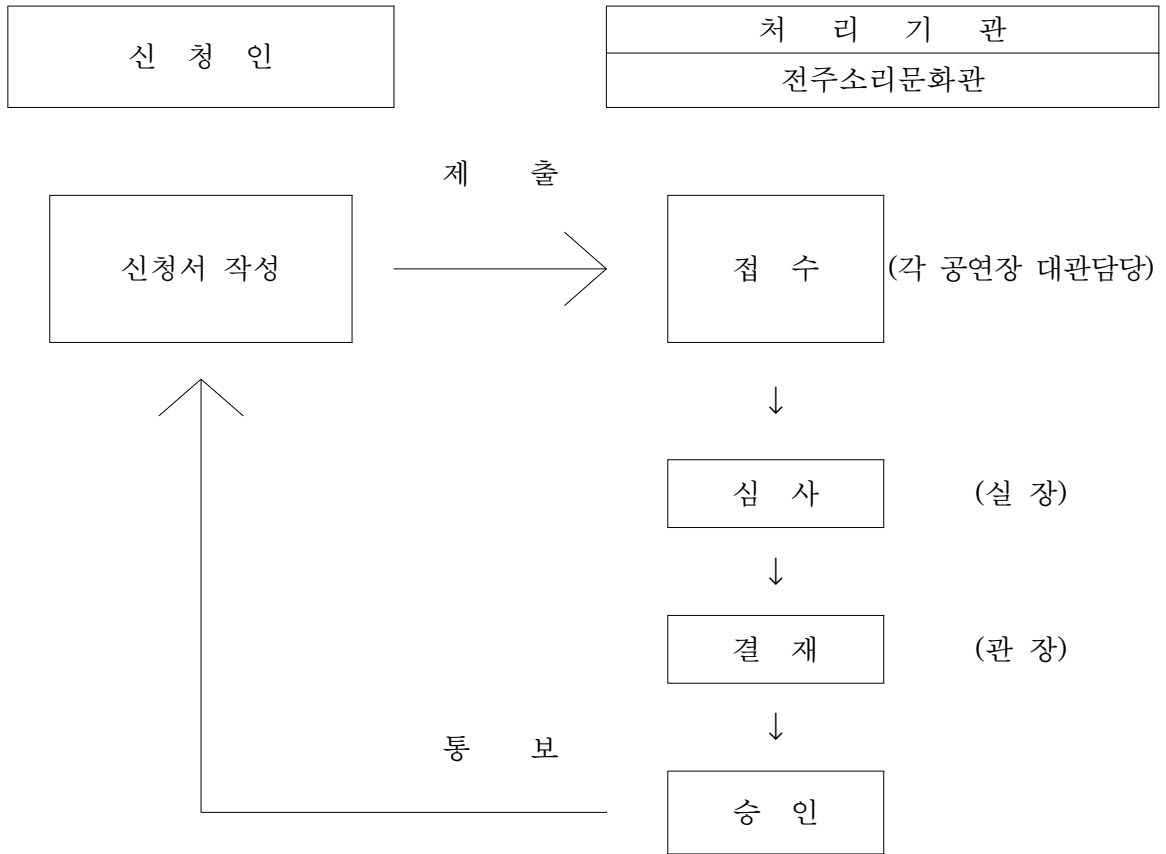 신 청 인
처 리 기 관
전주소리문화관
제 출
신청서 작성
접 수 (각 공연장 대관담당)
↓
심 사 (실 장)
↓
결 재 (관 장)
↓
통 보
승 인